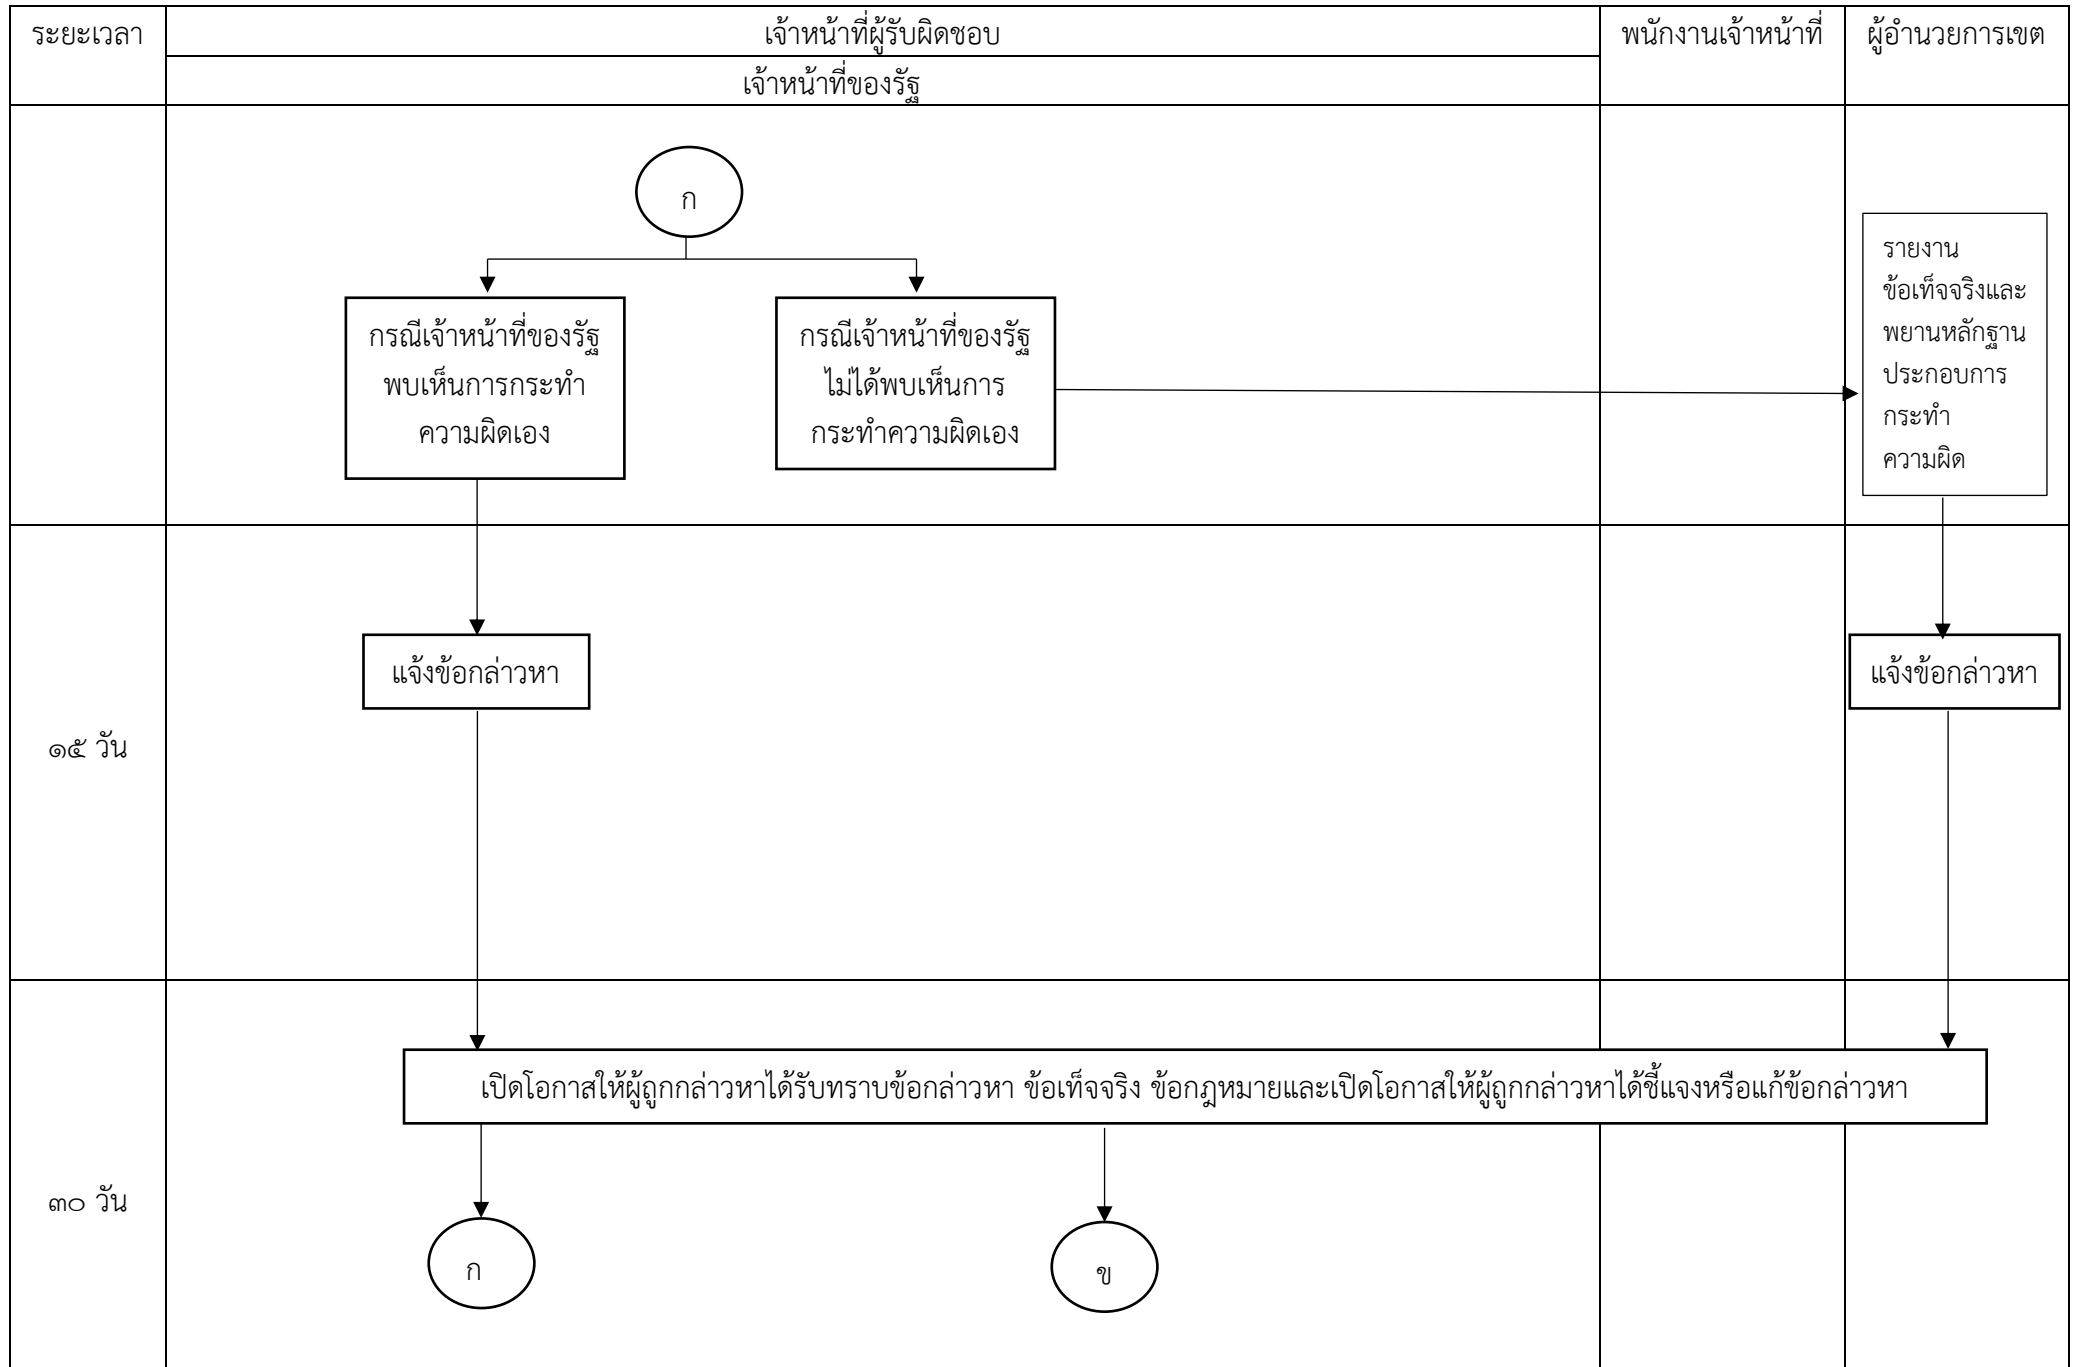 ระยะเวลา
เจ้าหน้าที่ผู้รับผิดชอบ
พนักงานเจ้าหน้าที่
ผู้อำนวยการเขต
เจ้าหน้าที่ของรัฐ
ก
กรณีเจ้าหน้าที่ของรัฐ
พบเห็นการกระทำ
ความผิดเอง
กรณีเจ้าหน้าที่ของรัฐ
ไม่ได้พบเห็นการ
กระทำความผิดเอง
รายงาน
ข้อเท็จจริงและ
พยานหลักฐาน
ประกอบการ
กระทำ
ความผิด
๑๕ วัน
แจ้งข้อกล่าวหา
แจ้งข้อกล่าวหา
๓๐ วัน
เปิดโอกาสให้ผู้ถูกกล่าวหาได้รับทราบข้อกล่าวหา ข้อเท็จจริง ข้อกฎหมายและเปิดโอกาสให้ผู้ถูกกล่าวหาได้ชี้แจงหรือแก้ข้อกล่าวหา
ก
ข